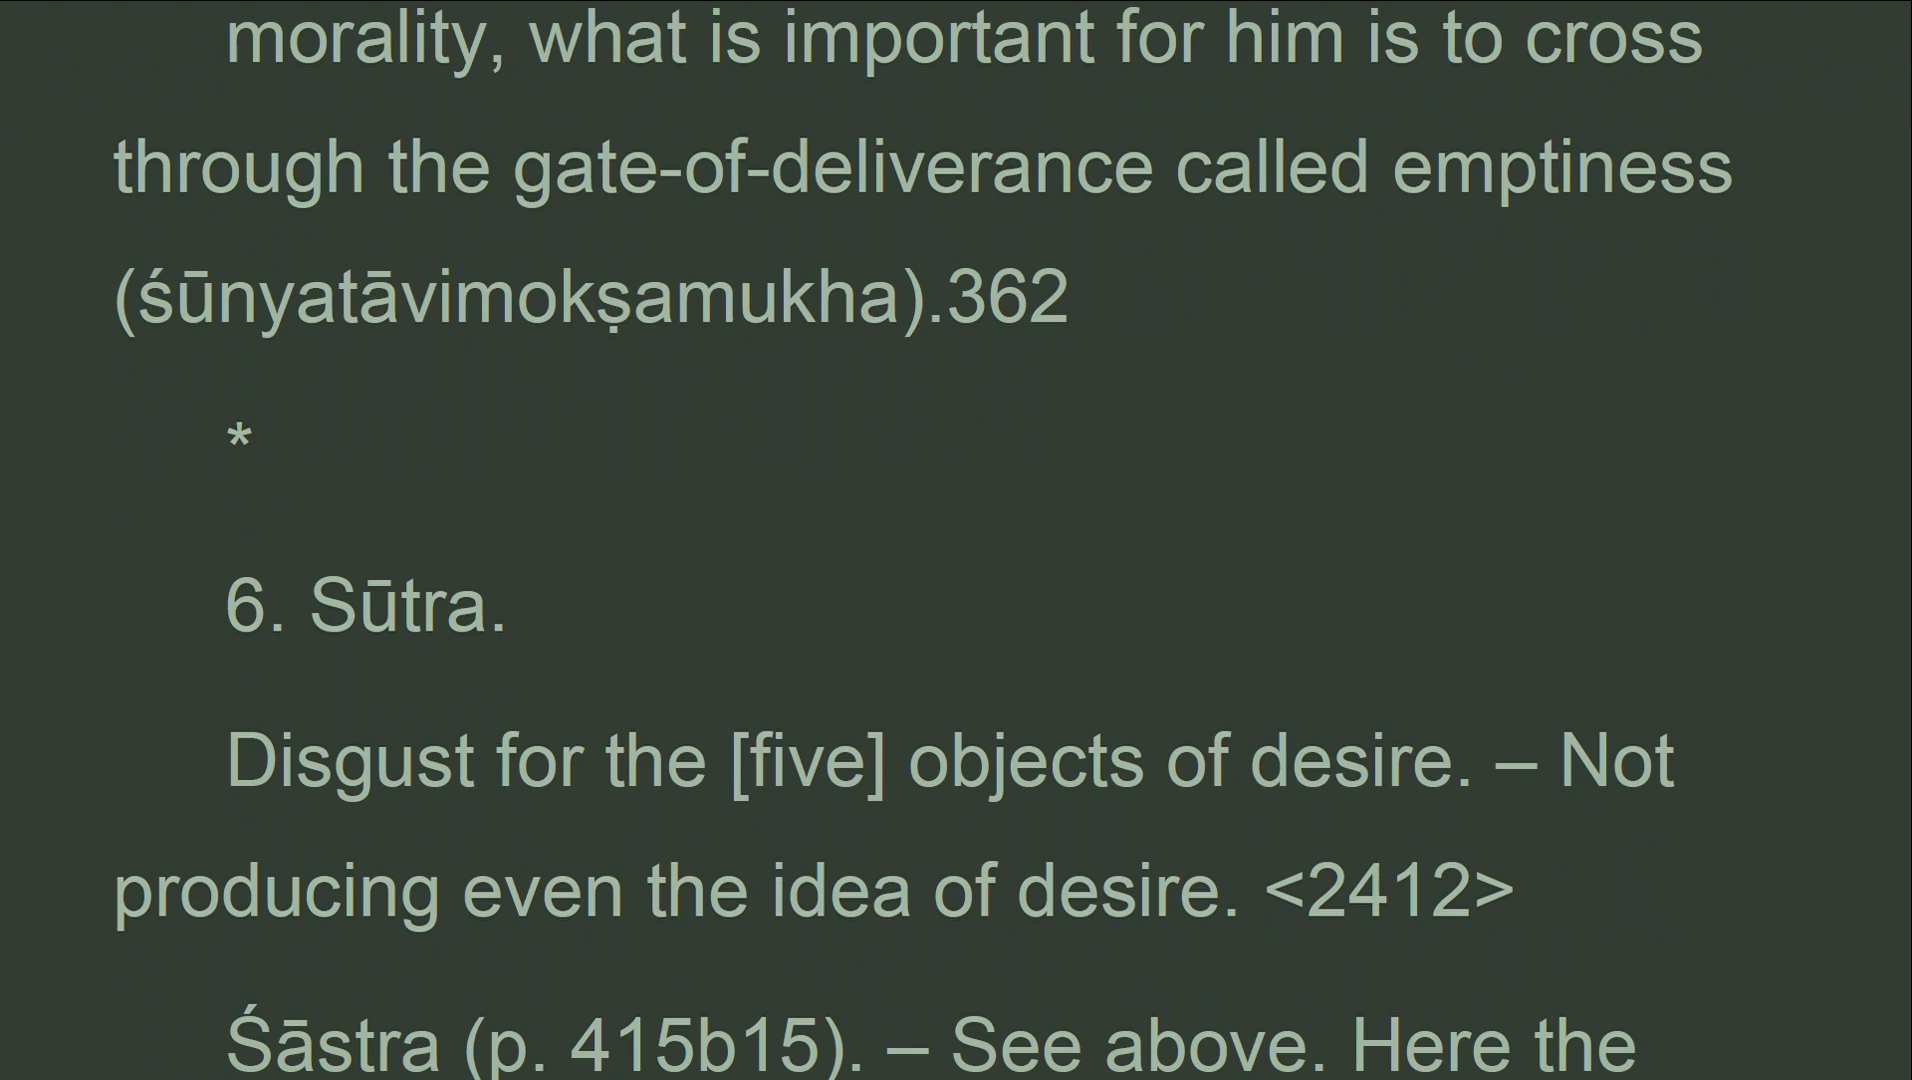 morality, what is important for him is to cross
through the gate-of-deliverance called emptiness
(śūnyatāvimokṣamukha).362
*
6. Sūtra.
Disgust for the [five] objects of desire. – Not
producing even the idea of desire. <2412>
Śāstra (p. 415b15). – See above. Here the